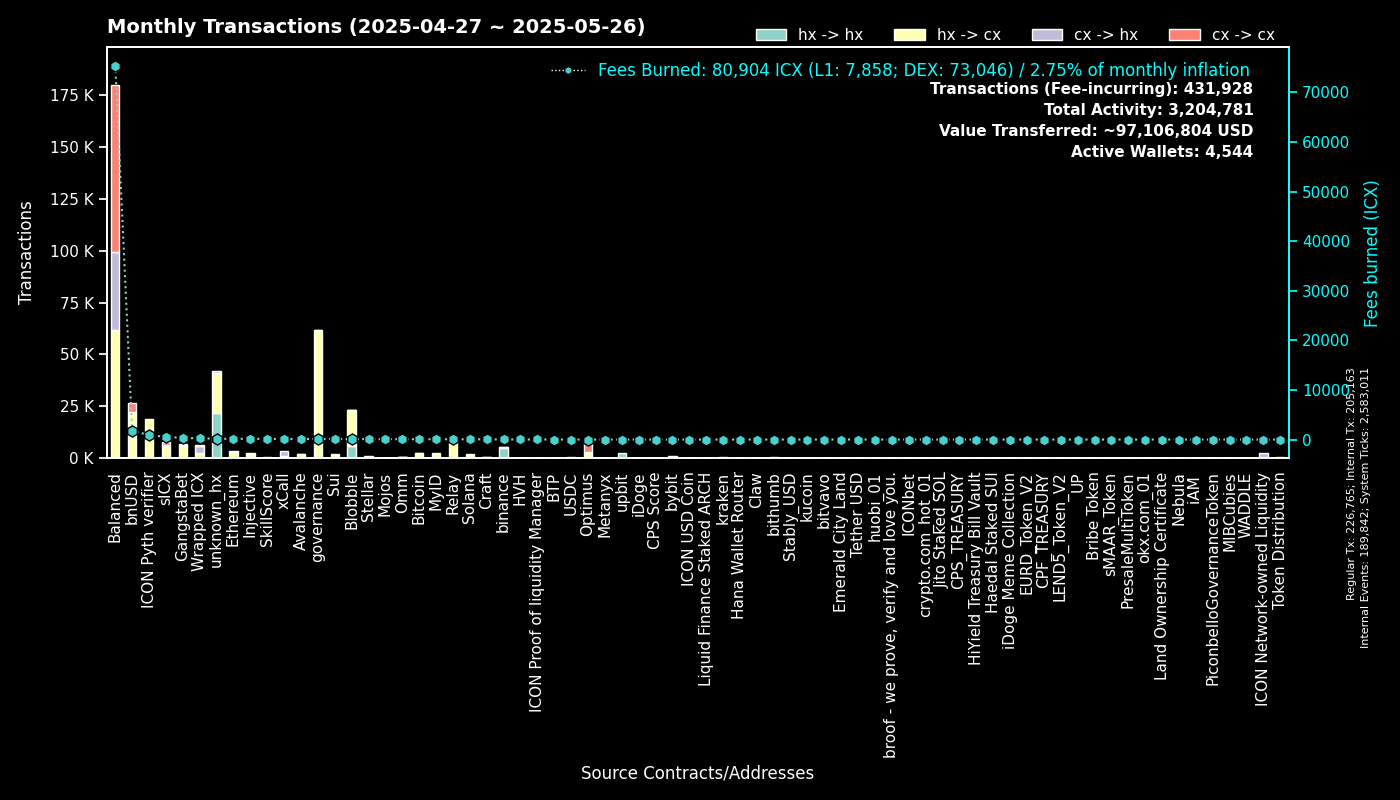 Monthly Transactions (2025-04-27 ~ 2025-05-26)
hx -> hx
hx -> cx
cx -> hx
cx -> cx
Fees Burned: 80,904 ICX (L1: 7,858; DEX: 73,046) / 2.75% of monthly inflation
Transactions (Fee-incurring): 431,928
Total Activity: 3,204,781
Value Transferred: ~97,106,804 USD
Active Wallets: 4,544
Transactions
175 K
150 K
125 K
100 K
75 K
50 K
25 K
0 K
70000
60000
50000
40000
30000
20000
10000
0
Fees burned (ICX)
Regular Tx: 226,765; Internal Tx: 205,163
Internal Events: 189,842; System Ticks: 2,583,011
Balanced
bnUSD
ICON Pyth verifier
sICX
GangstaBet
Wrapped ICX
unknown_hx
Ethereum
Injective
SkillScore
xCall
Avalanche
governance
Sui
Blobble
Stellar
Mojos
Omm
Bitcoin
MyID
Relay
Solana
Craft
binance
HVH
ICON Proof of liquidity Manager
BTP
USDC
Optimus
Metanyx
upbit
iDoge
CPS Score
bybit
ICON USD Coin
Liquid Finance Staked ARCH
kraken
Hana Wallet Router
Claw
bithumb
Stably_USD
kucoin
bitvavo
Emerald City Land
Tether USD
huobi_01
broof - we prove, verify and love you.
ICONbet
crypto.com_hot_01
Jito Staked SOL
CPS_TREASURY
HiYield Treasury Bill Vault
Haedal Staked SUI
iDoge Meme Collection
EURD_Token_V2
CPF_TREASURY
LEND5_Token_V2
_UP
Bribe Token
sMAAR_Token
PresaleMultiToken
okx.com_01
Land Ownership Certificate
Nebula
iAM
PiconbelloGovernanceToken
MIBCubies
WADDLE
ICON Network-owned Liquidity
Token Distribution
Source Contracts/Addresses